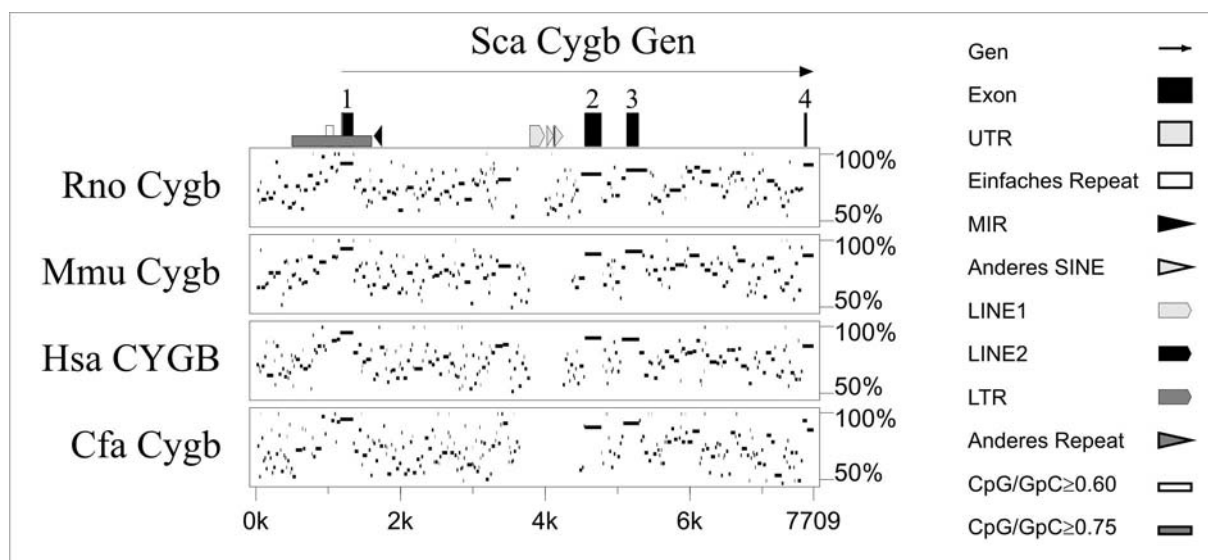 Sca Cygb Gen
1 2 3 4
Rno Cygb
100%
50%
Mmu Cygb
100%
50%
Hsa CYGB
100%
50%
Cfa Cygb
100%
50%
0k 2k 4k 6k 7709
Gen
Exon
UTR
Einfaches Repeat
MIR
Anderes SINE
LINE1
LINE2
LTR
Anderes Repeat
CpG/GpC≥0.60
CpG/GpC≥0.75